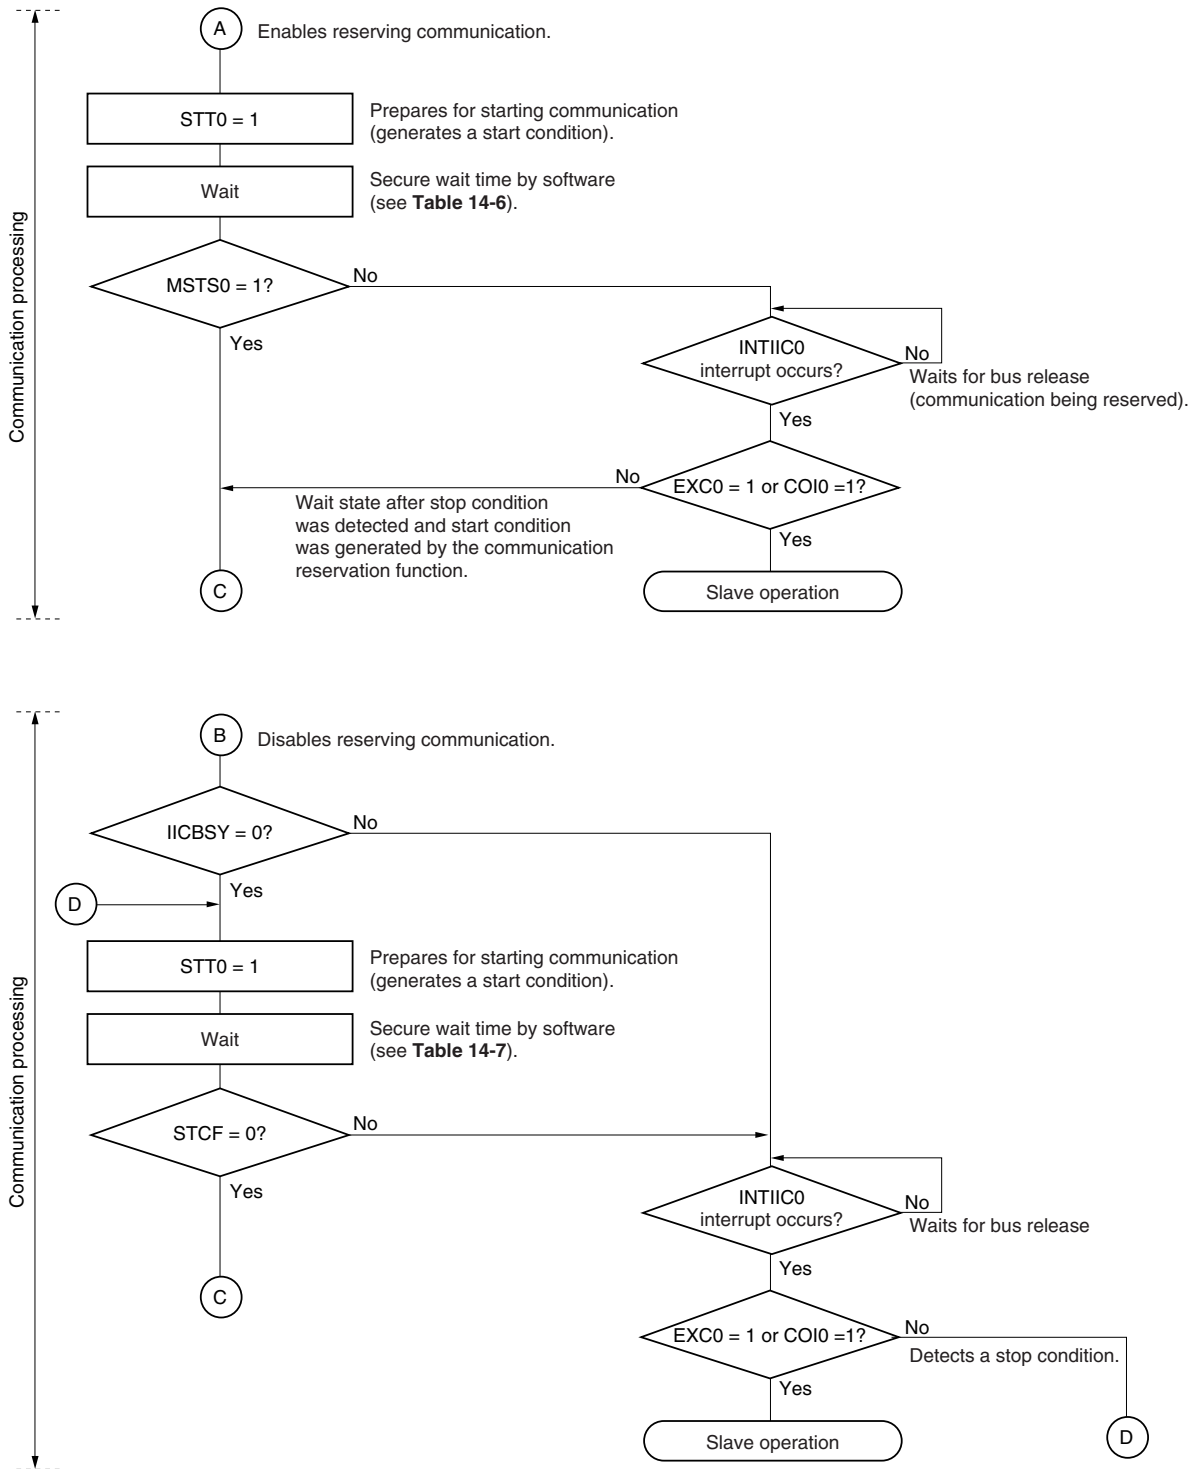 A
Enables reserving communication.
STT0 = 1
Prepares for starting communication
(generates a start condition).
Wait
Secure wait time by software
(see Table 14-6).
Communication processing
MSTS0 = 1?
No
Yes
INTIIC0
interrupt occurs?
No
Waits for bus release
(communication being reserved).
Yes
No
EXC0 = 1 or COI0 =1?
Wait state after stop condition
was detected and start condition
was generated by the communication
reservation function.
Yes
C
Slave operation
B
Disables reserving communication.
IICBSY = 0?
No
Yes
D
STT0 = 1
Prepares for starting communication
(generates a start condition).
Wait
Secure wait time by software
(see Table 14-7).
Communication processing
STCF = 0?
No
Yes
INTIIC0
interrupt occurs?
No
Waits for bus release
Yes
C
EXC0 = 1 or COI0 =1?
No
Detects a stop condition.
Yes
Slave operation
D